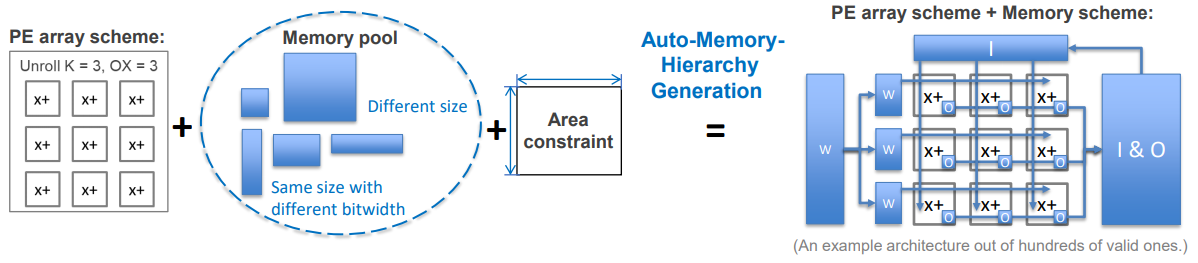 PE array scheme:
Unroll K = 3, OX = 3
x+ x+ x+
x+ x+ x+
x+ x+ x+
+
Memory pool
Different size
Same size with
different bitwidth
+
Area
constraint
Auto-Memory-
Hierarchy
Generation
=
PE array scheme + Memory scheme:
I
W
W x+ O x+ O x+ O
W x+ O x+ O x+ O
W x+ O x+ O x+ O
I & O
(An example architecture out of hundreds of valid ones.)